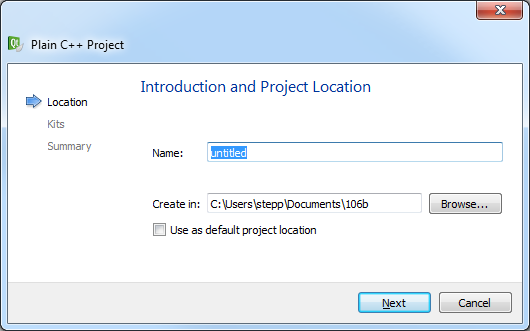 Plain C++ Project
Introduction and Project Location
Location
Kits
Summary
Name: untitled
Create in: C:\Users\stepp\Documents\106b Browse...
Use as default project location
Next Cancel